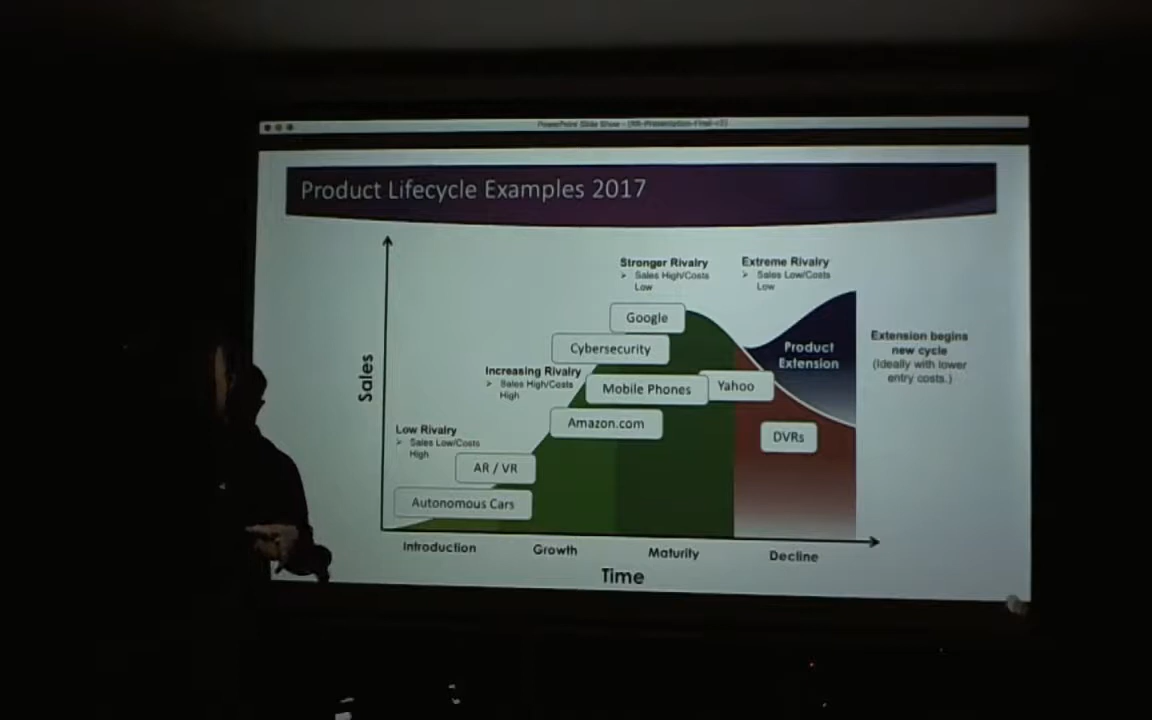 PowerPoint Slide Show - [RR-Presentation-Final-v2]
Product Lifecycle Examples 2017
Stronger Rivalry
➢ Sales High/Costs
Low
Extreme Rivalry
➢ Sales Low/Costs
Low
Google
Cybersecurity
Product
Extension
Extension begins
new cycle
(Ideally with lower
entry costs.)
Increasing Rivalry
➢ Sales High/Costs
High
Mobile Phones
Yahoo
Sales
Amazon.com
Low Rivalry
➢ Sales Low/Costs
High
DVRs
AR / VR
Autonomous Cars
Introduction
Growth
Maturity
Decline
Time